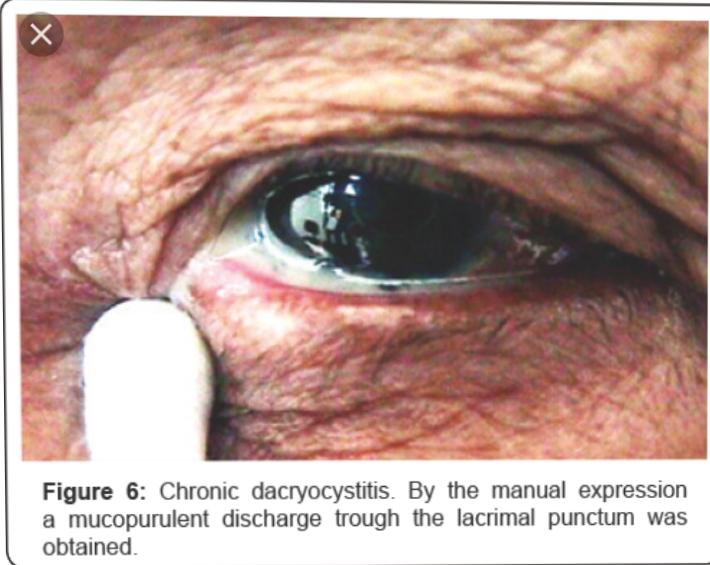 Figure 6: Chronic dacryocystitis. By the manual expression
a mucopurulent discharge trough the lacrimal punctum was
obtained.